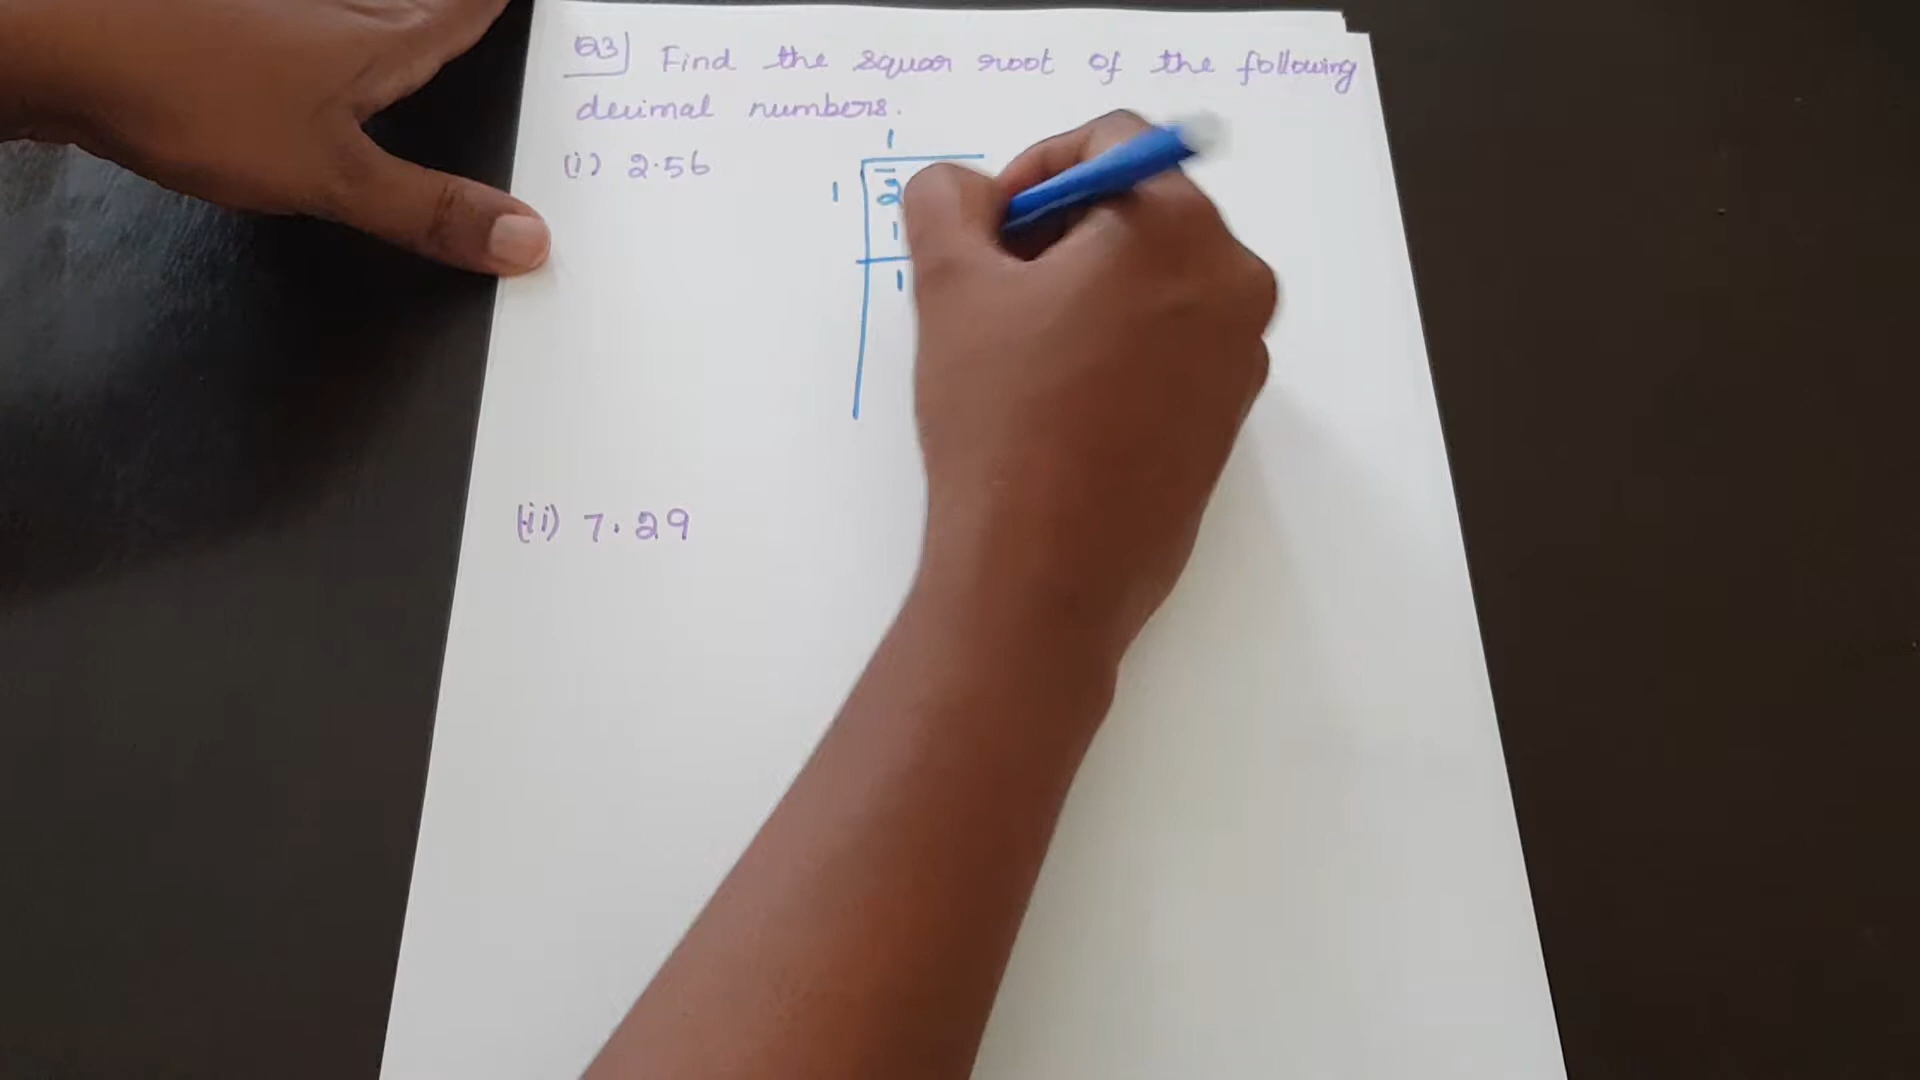 Q3) Find the squar root of the following
decimal numbers.
(i) 2.56
1
1 2
1
1
(ii) 7.29